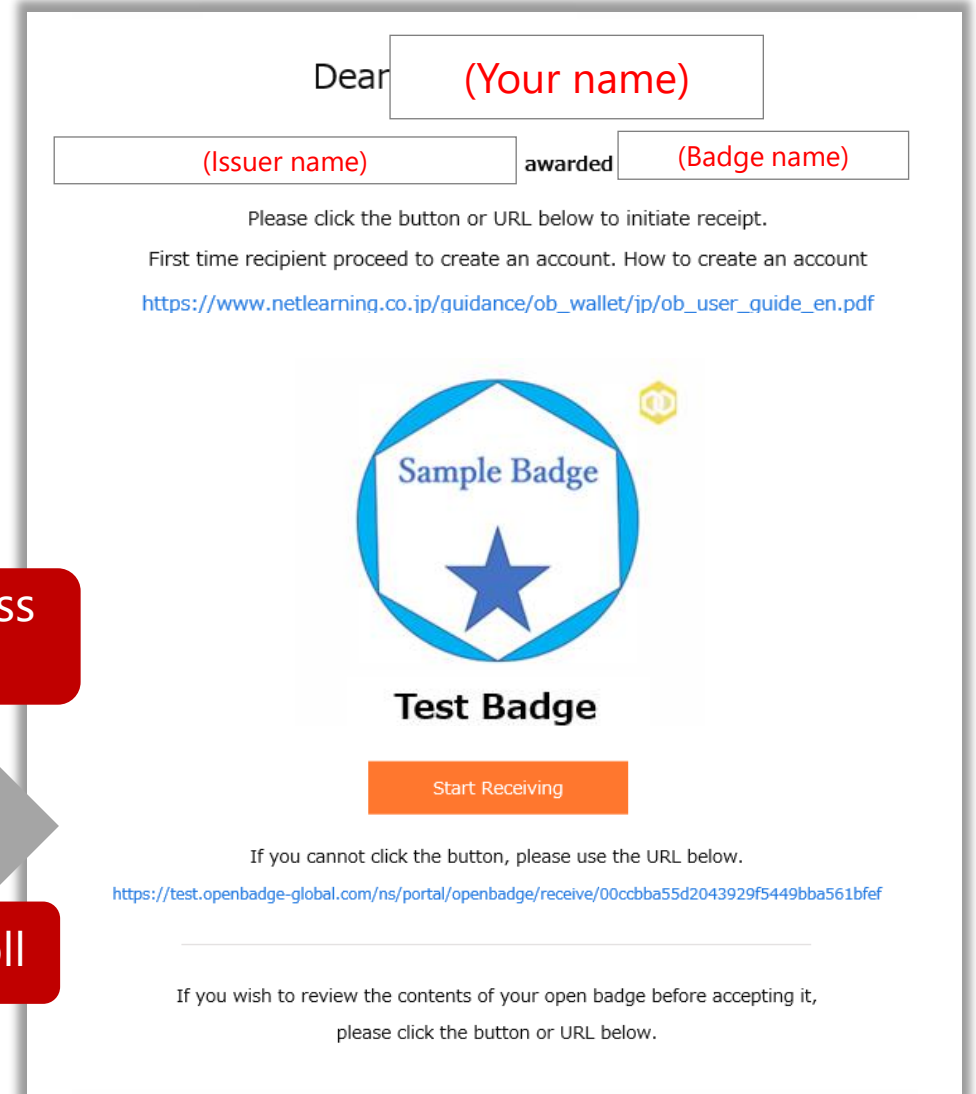 Dear (Your name)
(Issuer name) awarded (Badge name)
Please click the button or URL below to initiate receipt.
First time recipient proceed to create an account. How to create an account
https://www.netlearning.co.jp/guidance/ob_wallet/jp/ob_user_guide_en.pdf
Sample Badge
Test Badge
ss
Start Receiving
If you cannot click the button, please use the URL below.
https://test.openbadge-global.com/ns/portal/openbadge/receive/00ccbba55d2043929f5449bba561bfef
ll
If you wish to review the contents of your open badge before accepting it,
please click the button or URL below.